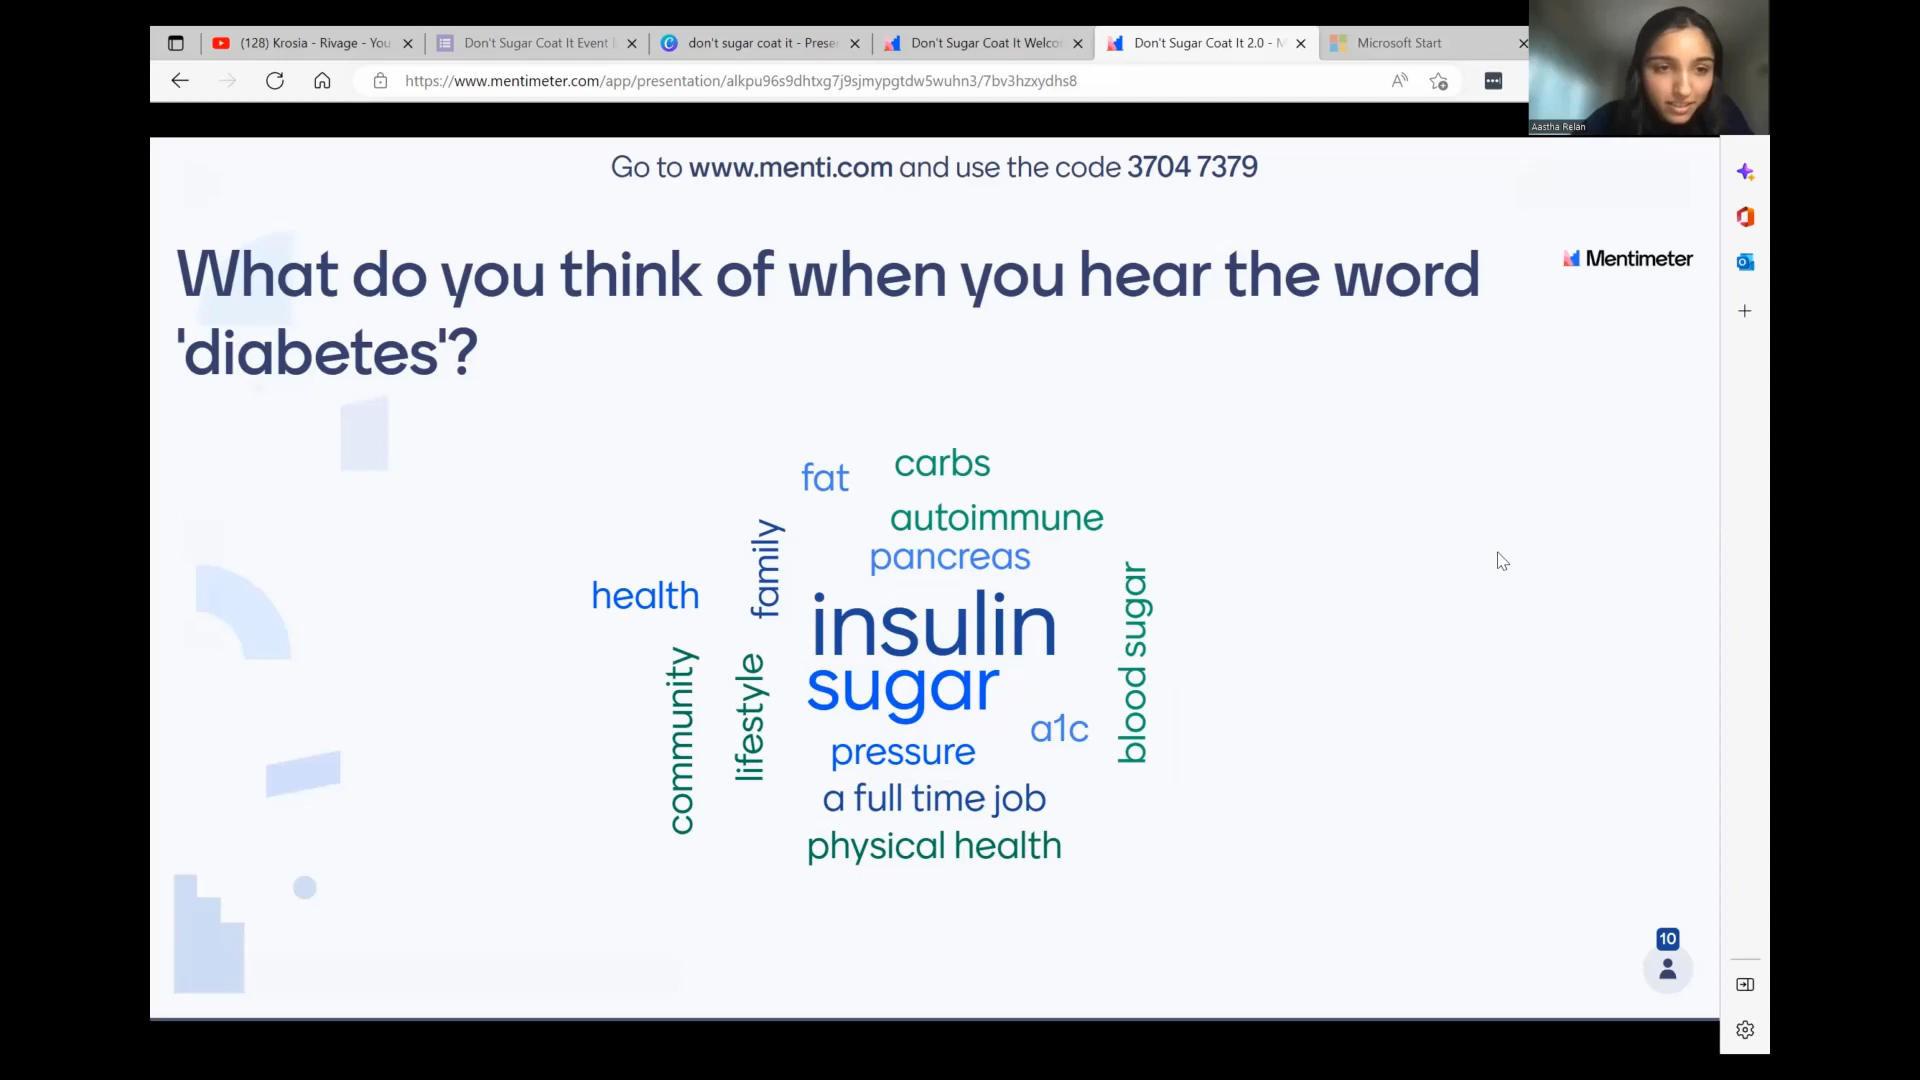 (128) Krosia - Rivage - You
Don't Sugar Coat It Event
don't sugar coat it - Prese
Don't Sugar Coat It Welco
Don't Sugar Coat It 2.0 - M
Microsoft Start
https://www.mentimeter.com/app/presentation/alkpu96s9dhtxg7j9sjmypgtdw5wuhn3/7bv3hzxydhs8
Aastha Relan
Go to www.menti.com and use the code 3704 7379
What do you think of when you hear the word
'diabetes'?
Mentimeter
carbs
fat
autoimmune
family
pancreas
health
insulin
blood sugar
sugar
community
lifestyle
a1c
pressure
a full time job
physical health
10